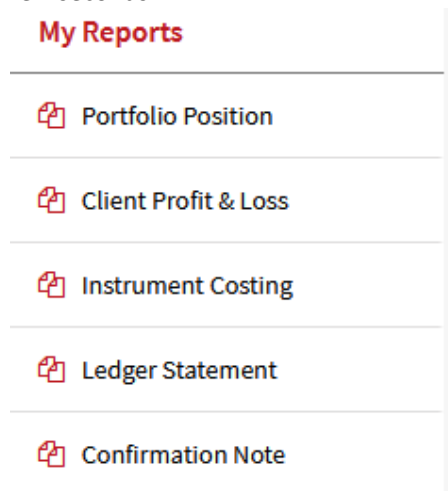 My Reports
Portfolio Position
Client Profit & Loss
Instrument Costing
Ledger Statement
Confirmation Note